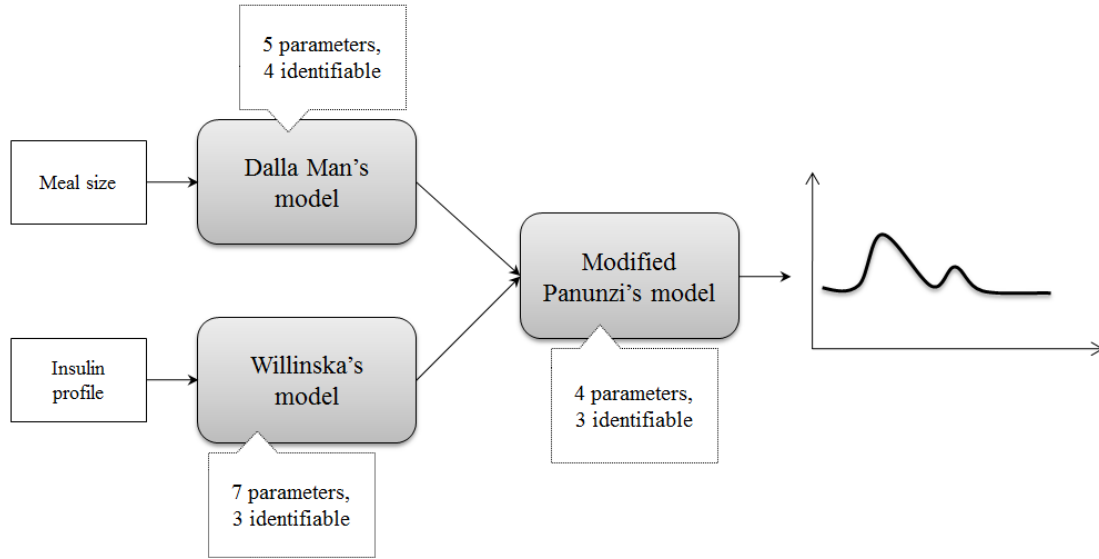 5 parameters,
4 identifiable
Meal size
Dalla Man’s
model
Modified
Panunzi’s model
Insulin
profile
Willinska’s
model
4 parameters,
3 identifiable
7 parameters,
3 identifiable